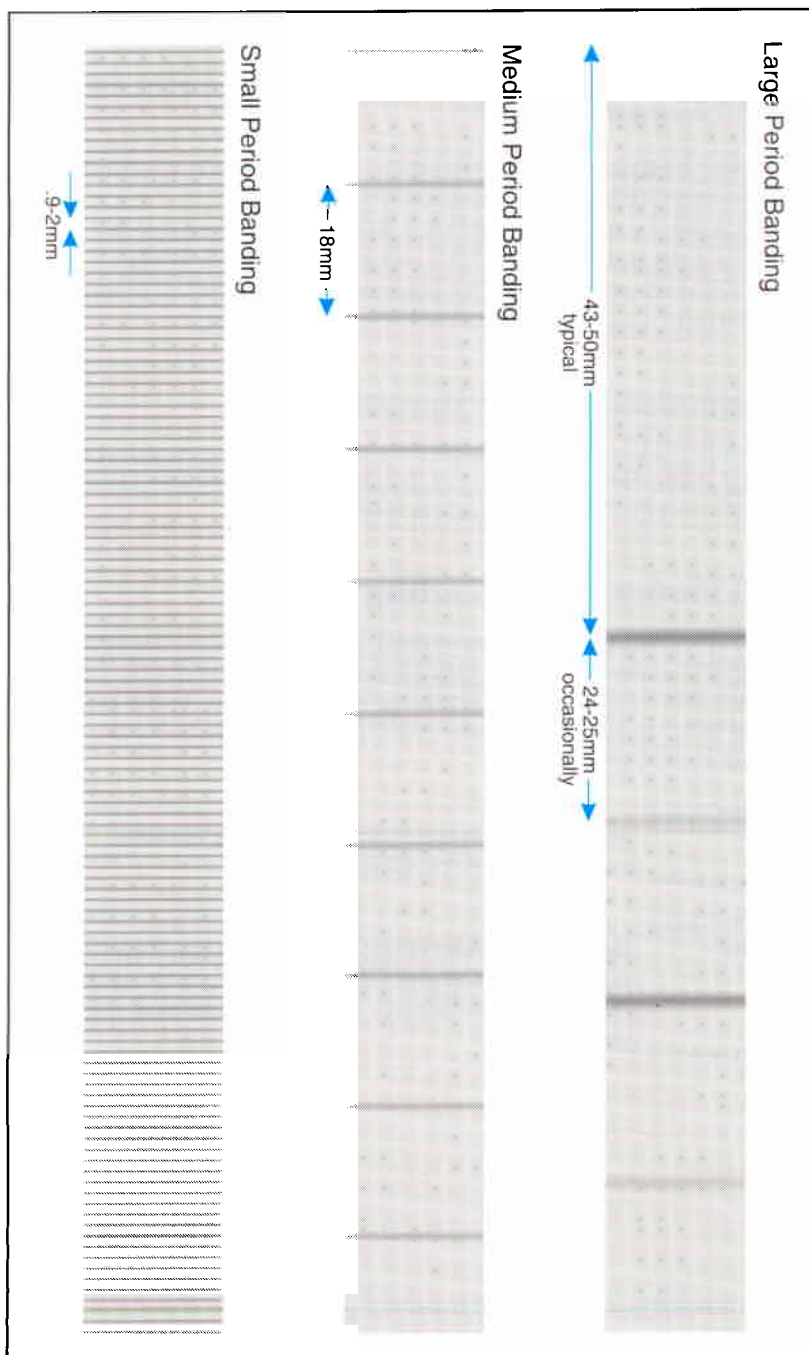 Large Period Banding
43-50mm
typical
24-25mm
occasionally
Medium Period Banding
18mm
Small Period Banding
.9-2mm